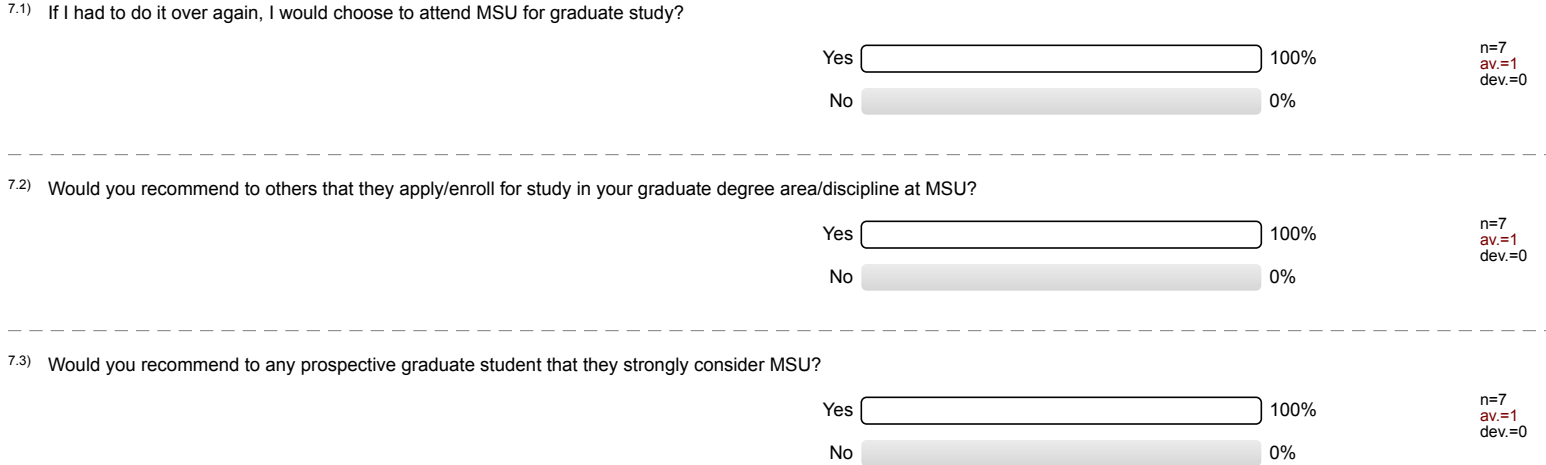 7.1) If I had to do it over again, I would choose to attend MSU for graduate study?
Yes 100%
n=7
av.=1
dev.=0
No 0%
7.2) Would you recommend to others that they apply/enroll for study in your graduate degree area/discipline at MSU?
Yes 100%
n=7
av.=1
dev.=0
No 0%
7.3) Would you recommend to any prospective graduate student that they strongly consider MSU?
Yes 100%
n=7
av.=1
dev.=0
No 0%